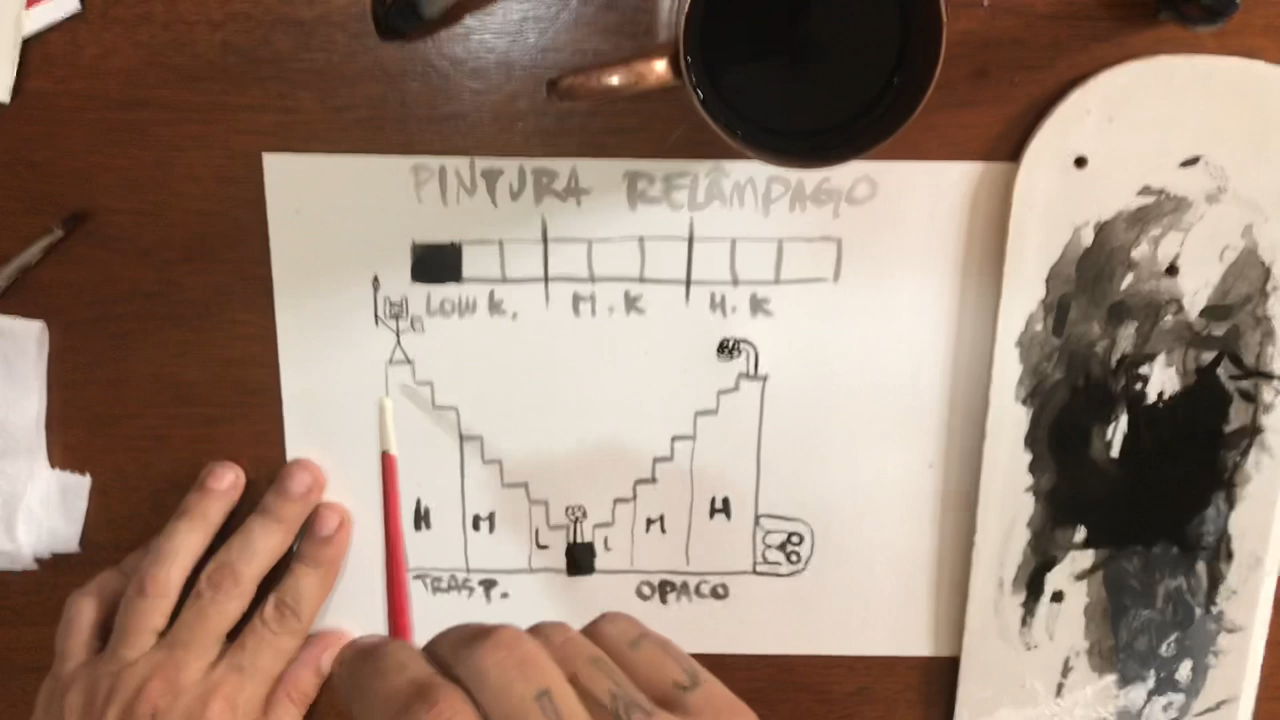 PINTURA RELÂMPAGO
LOW K. M.K H.K
H M L L M H
TRASP. OPACO